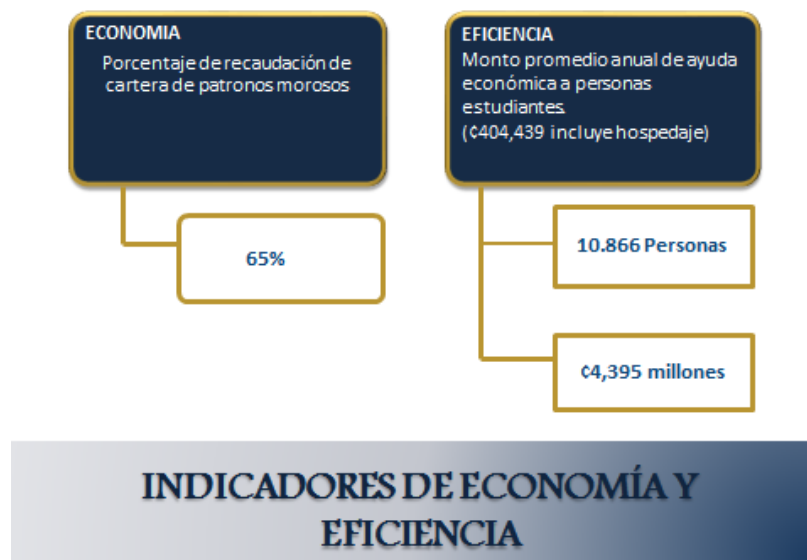 ECONOMIA
Porcentaje de recaudación de
cartera de patronos morosos
65%
EFICIENCIA
Monto promedio anual de ayuda
económica a personas
estudiantes.
(¢404,439 incluye hospedaje)
10.866 Personas
¢4,395 millones
INDICADORES DE ECONOMÍA Y
EFICIENCIA